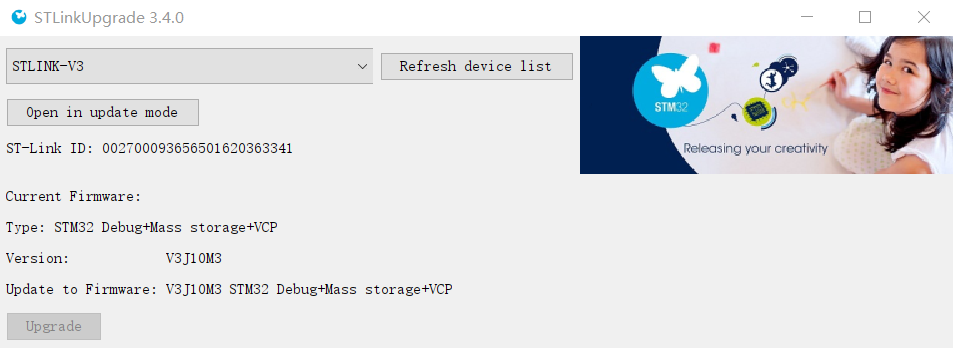 STLinkUpgrade 3.4.0
STLINK-V3
Refresh device list
Open in update mode
ST-Link ID: 002700093656501620363341
Current Firmware:
Type: STM32 Debug+Mass storage+VCP
Version: V3J10M3
Update to Firmware: V3J10M3 STM32 Debug+Mass storage+VCP
Upgrade
STM32
Releasing your creativity